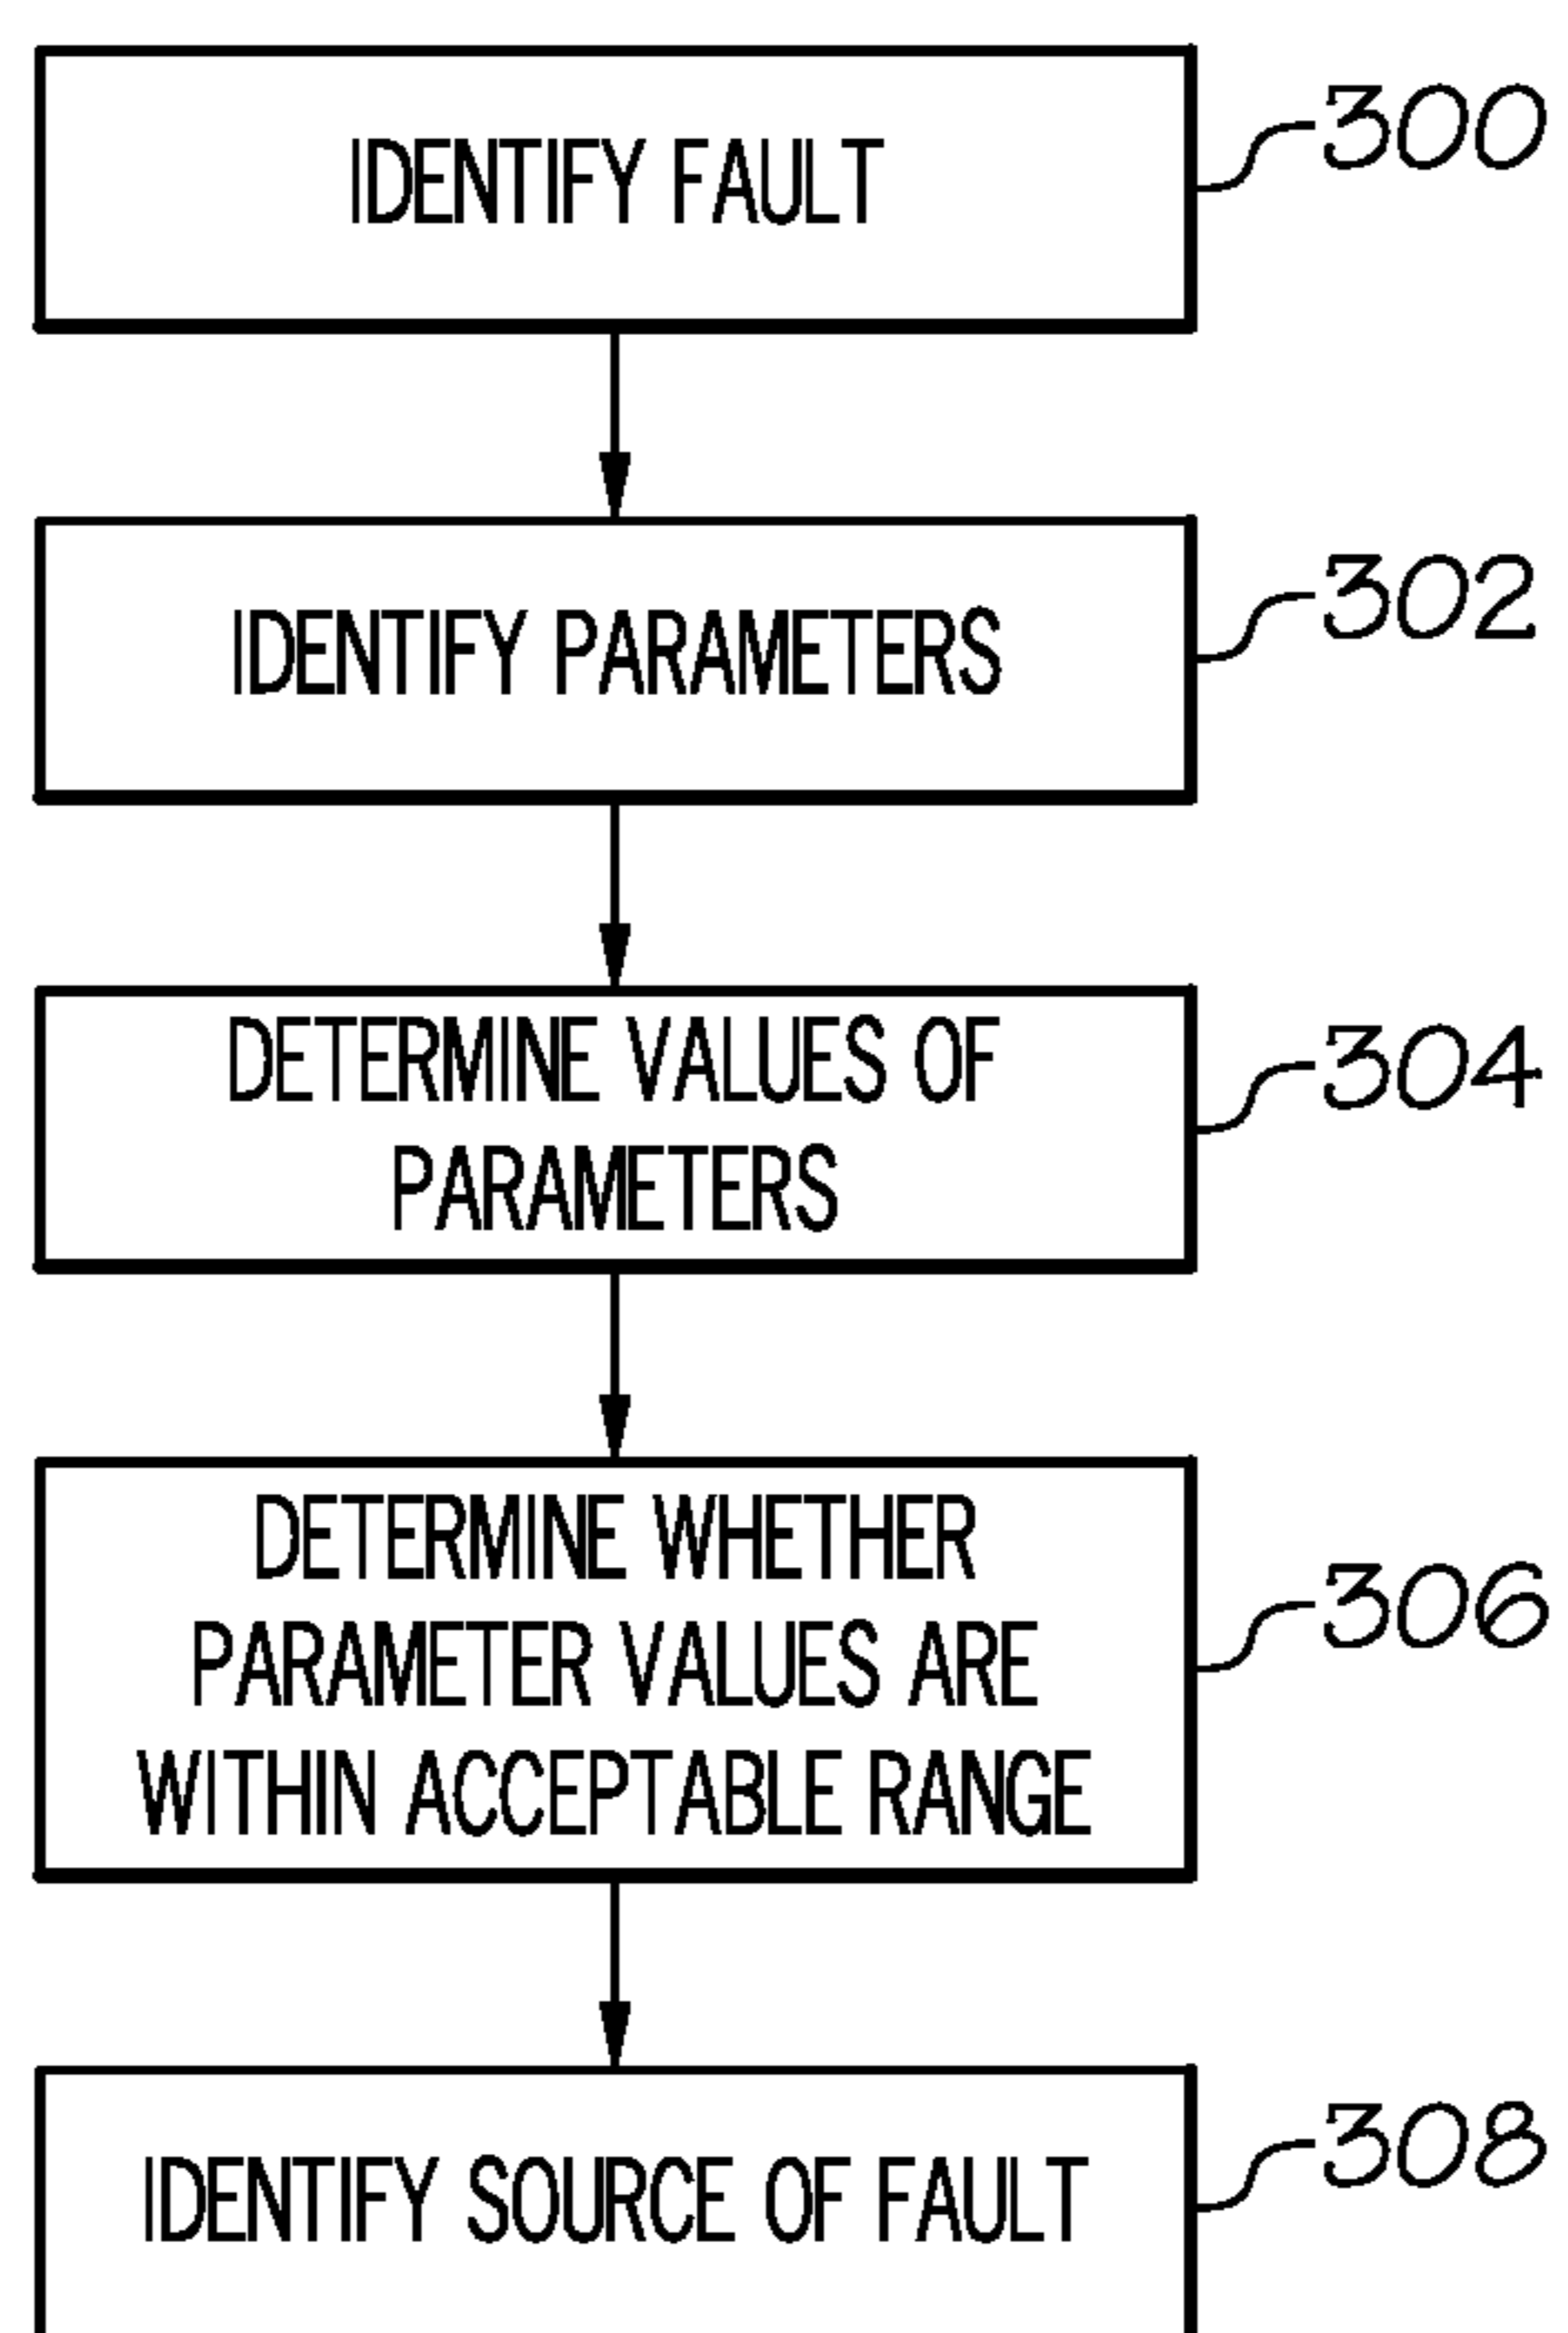 IDENTIFY FAULT
300
IDENTIFY PARAMETERS
302
DETERMINE VALUES OF
PARAMETERS
304
DETERMINE WHETHER
PARAMETER VALUES ARE
WITHIN ACCEPTABLE RANGE
306
IDENTIFY SOURCE OF FAULT
308